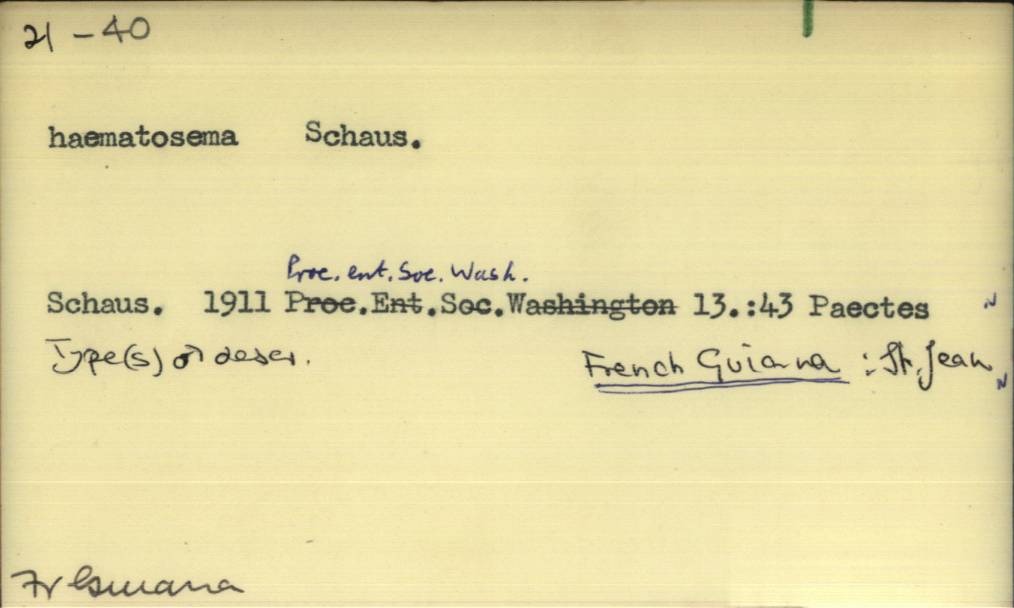 21 - 40
haematosema Schaus.
Proc. ent. Soc. Wash.
Schaus. 1911 Proc.Ent.Soc.Washington 13.:43 Paectes N
Type(s) ♂ descr. French Guiana : St. Jean N
Fr Guiana